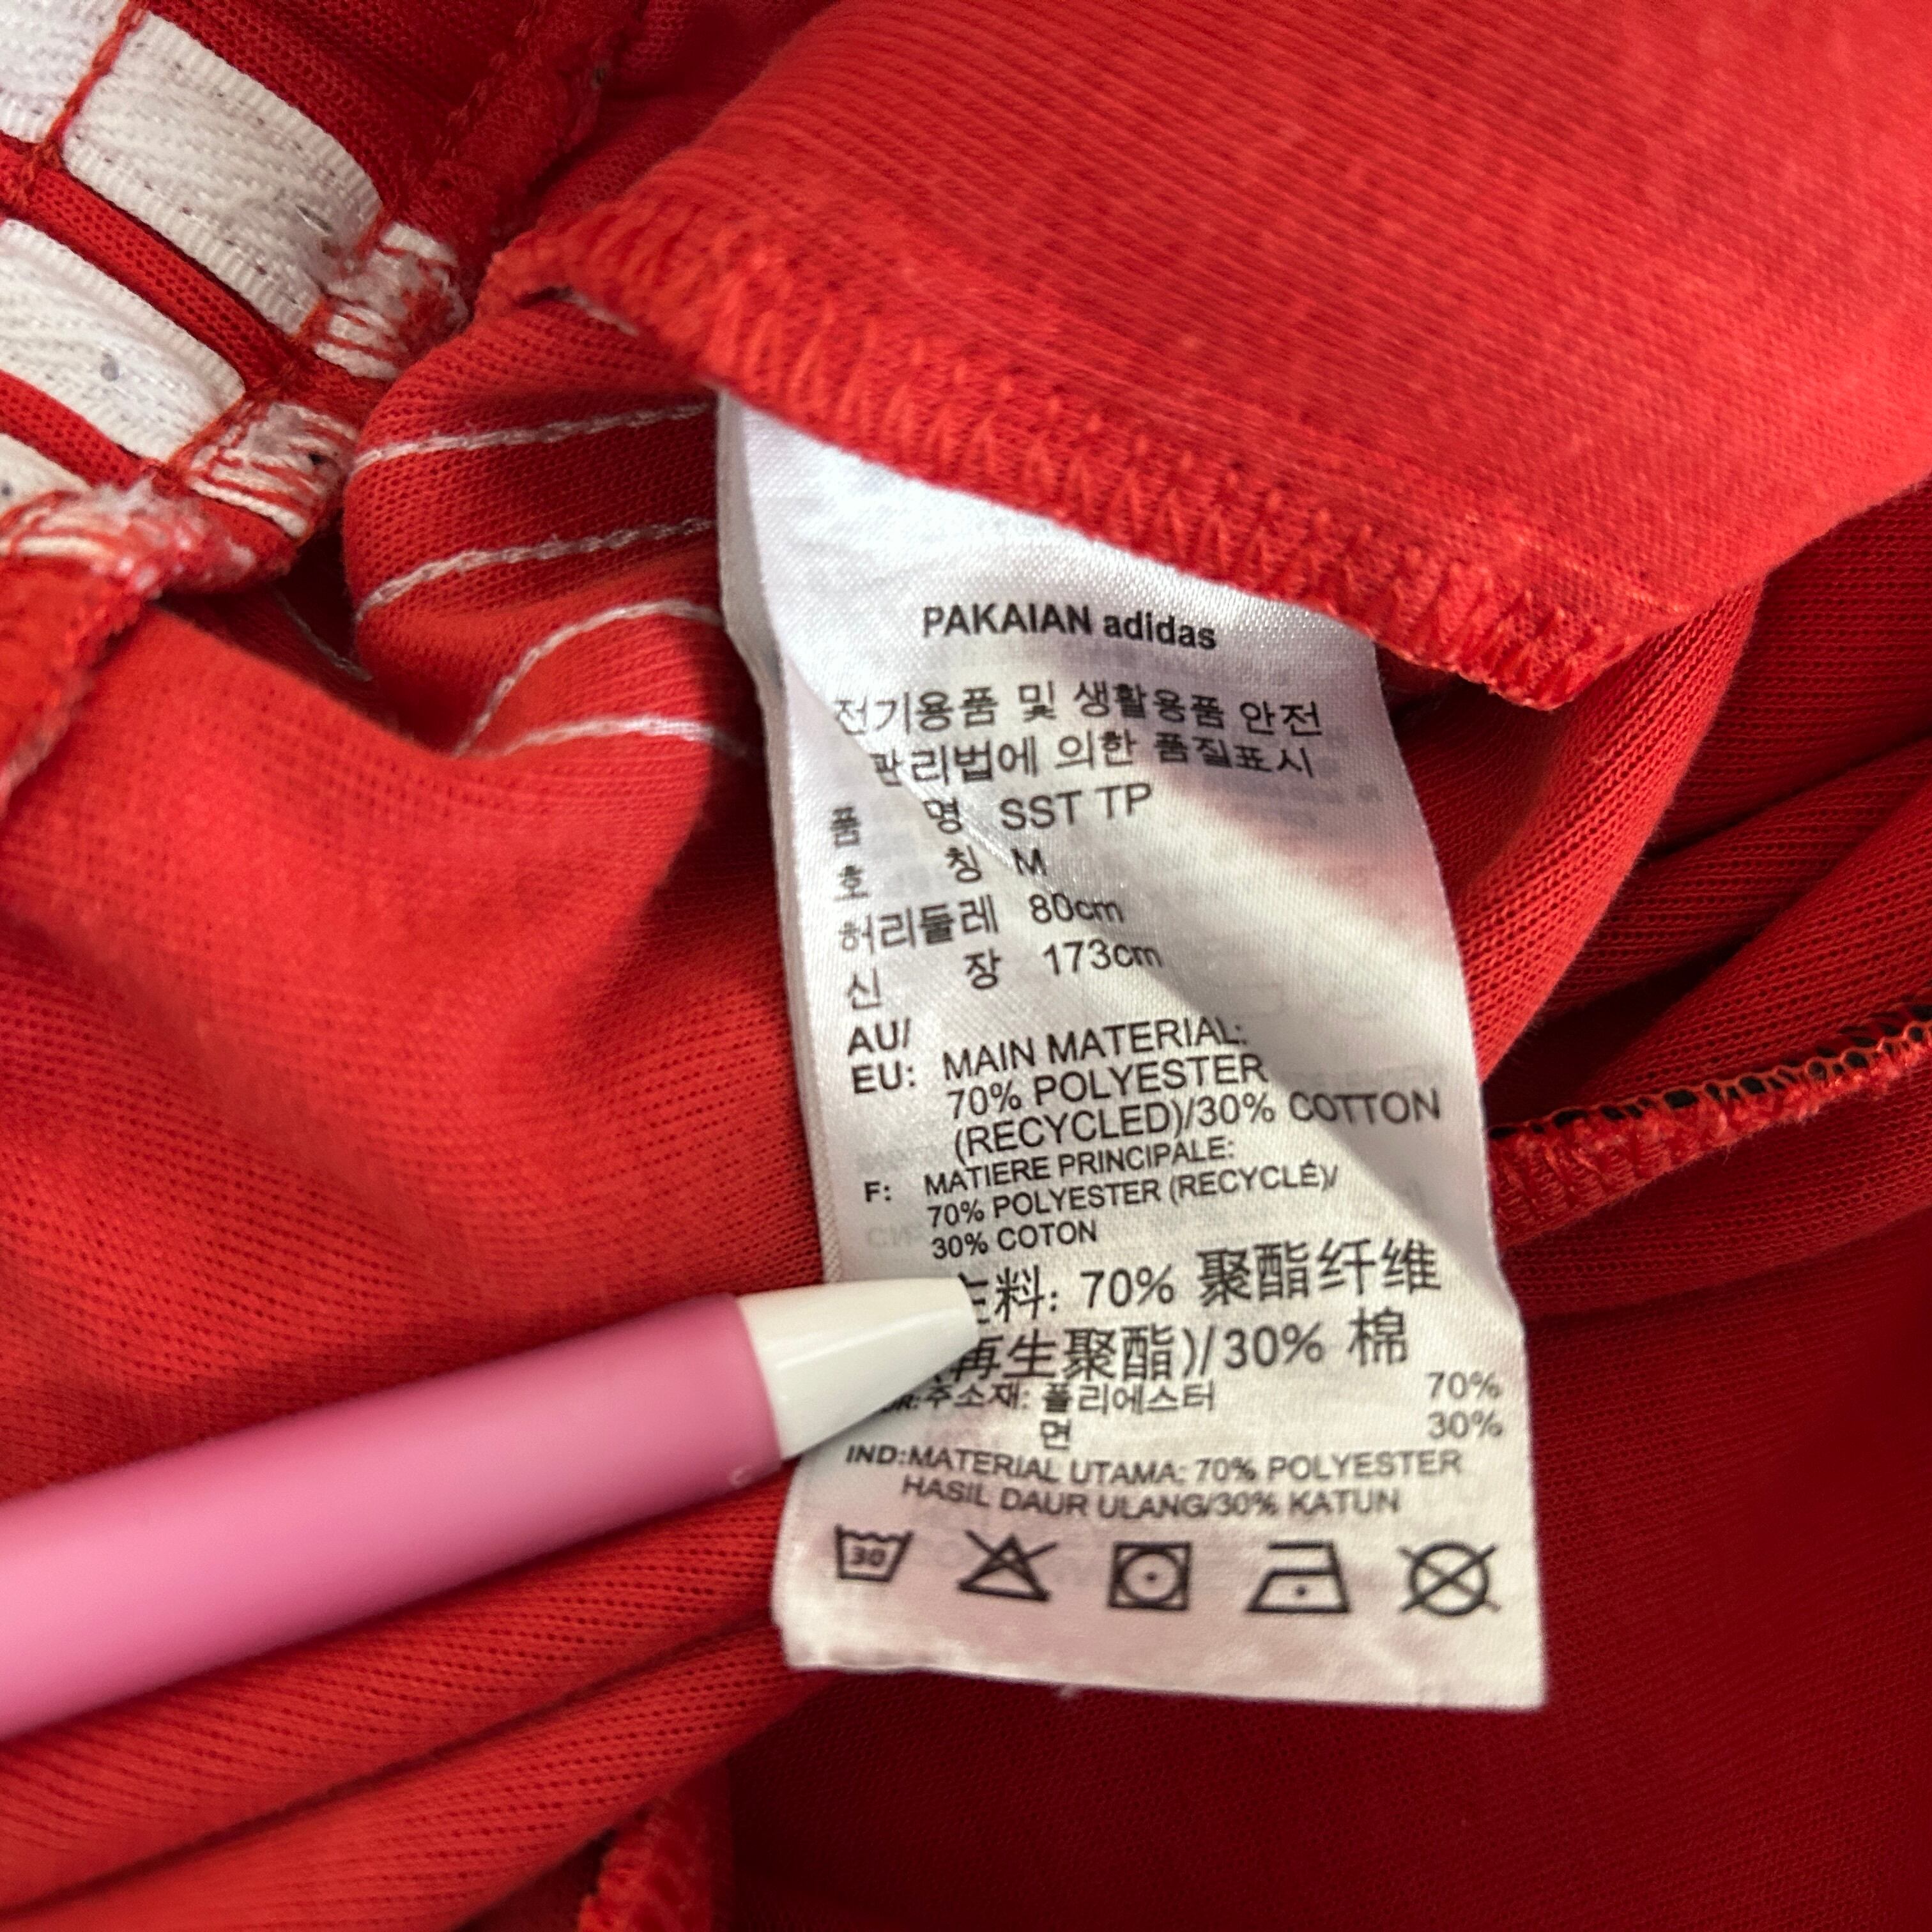 PAKAIAN adidas
전기용품 및 생활용품 안전
관리법에 의한 품질표시
품 명 SST TP
호 칭 M
허리둘레 80cm
신 장 173cm
AU/
EU: MAIN MATERIAL:
70% POLYESTER
(RECYCLED)/30% COTTON
F: MATIERE PRINCIPALE:
70% POLYESTER (RECYCLÉ)/
30% COTON
主料: 70% 聚酯纤维
(再生聚酯)/30% 棉
주소재: 폴리에스터 70%
면 30%
IND:MATERIAL UTAMA: 70% POLYESTER
HASIL DAUR ULANG/30% KATUN
30